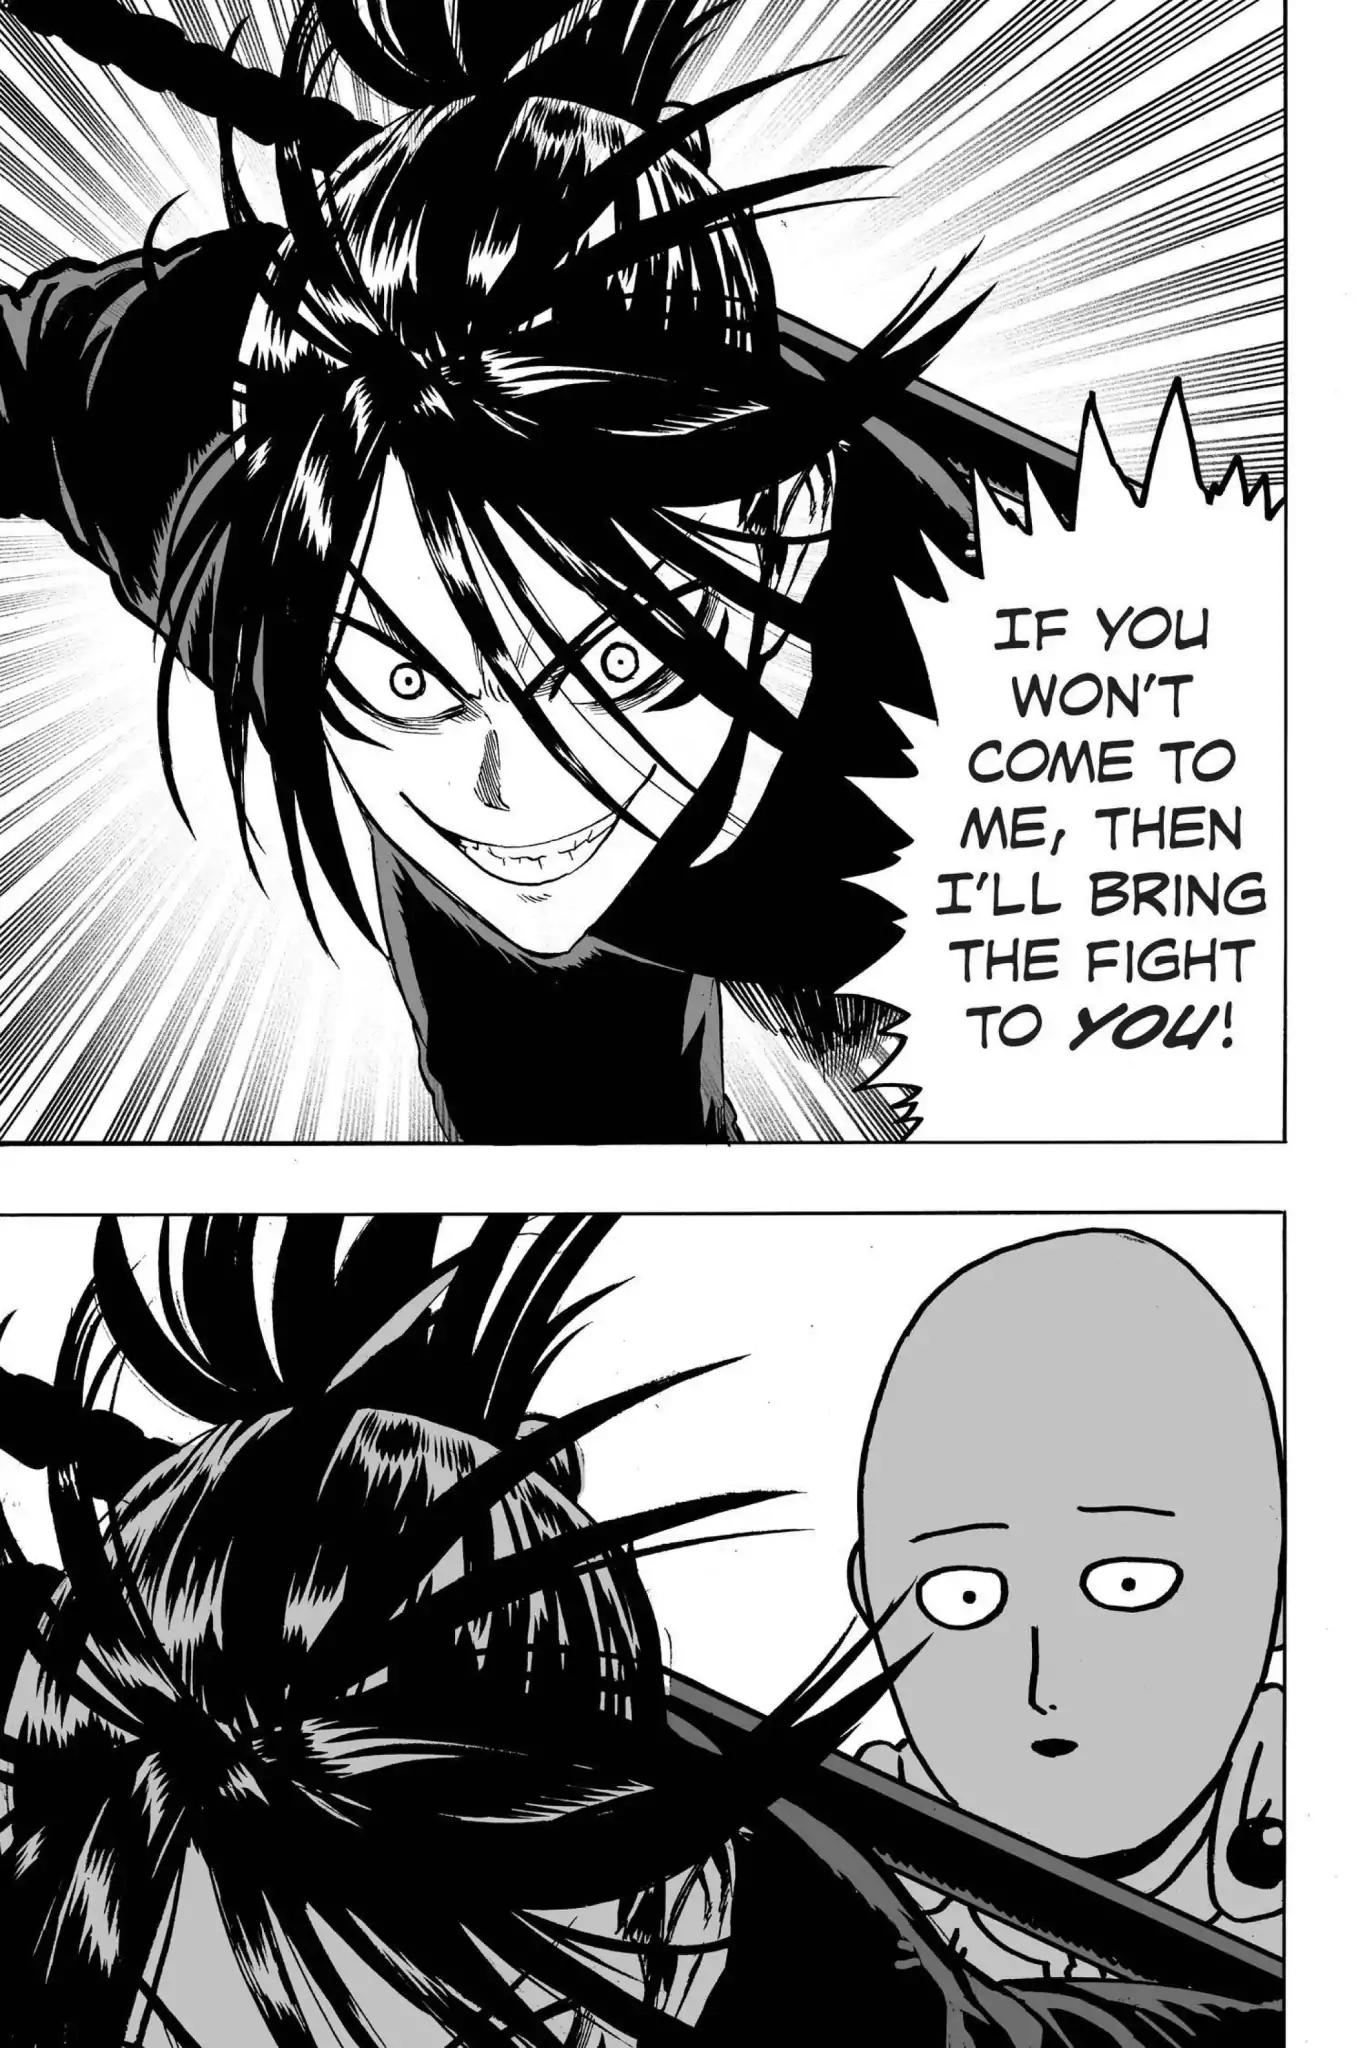 IF YOU
WON'T
COME TO
ME, THEN
I'LL BRING
THE FIGHT
TO YOU!